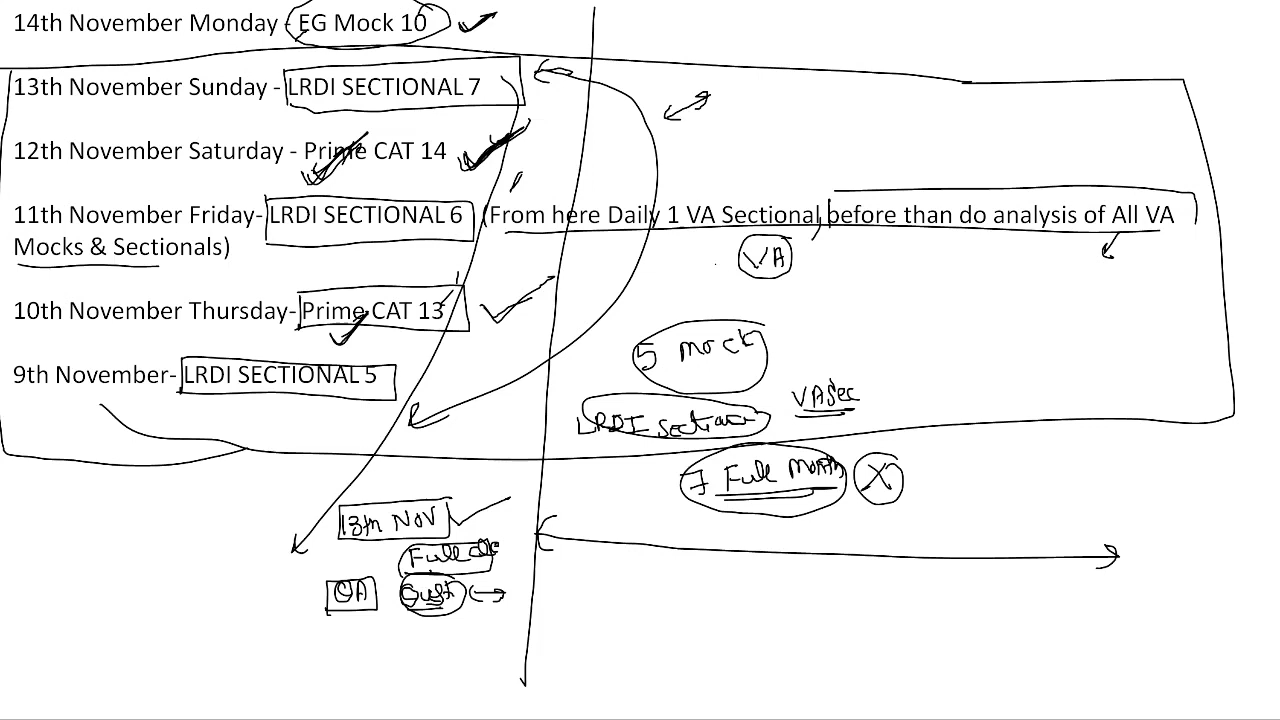 14th November Monday - EG Mock 10
13th November Sunday - LRDI SECTIONAL 7
12th November Saturday - Prime CAT 14
11th November Friday- LRDI SECTIONAL 6 (From here Daily 1 VA Sectional, before than do analysis of All VA
Mocks & Sectionals)
VA
10th November Thursday- Prime CAT 13
5 mock
9th November- LRDI SECTIONAL 5
VA Sec
LRDI
7 Full Month X
13th NOV
Full
QA